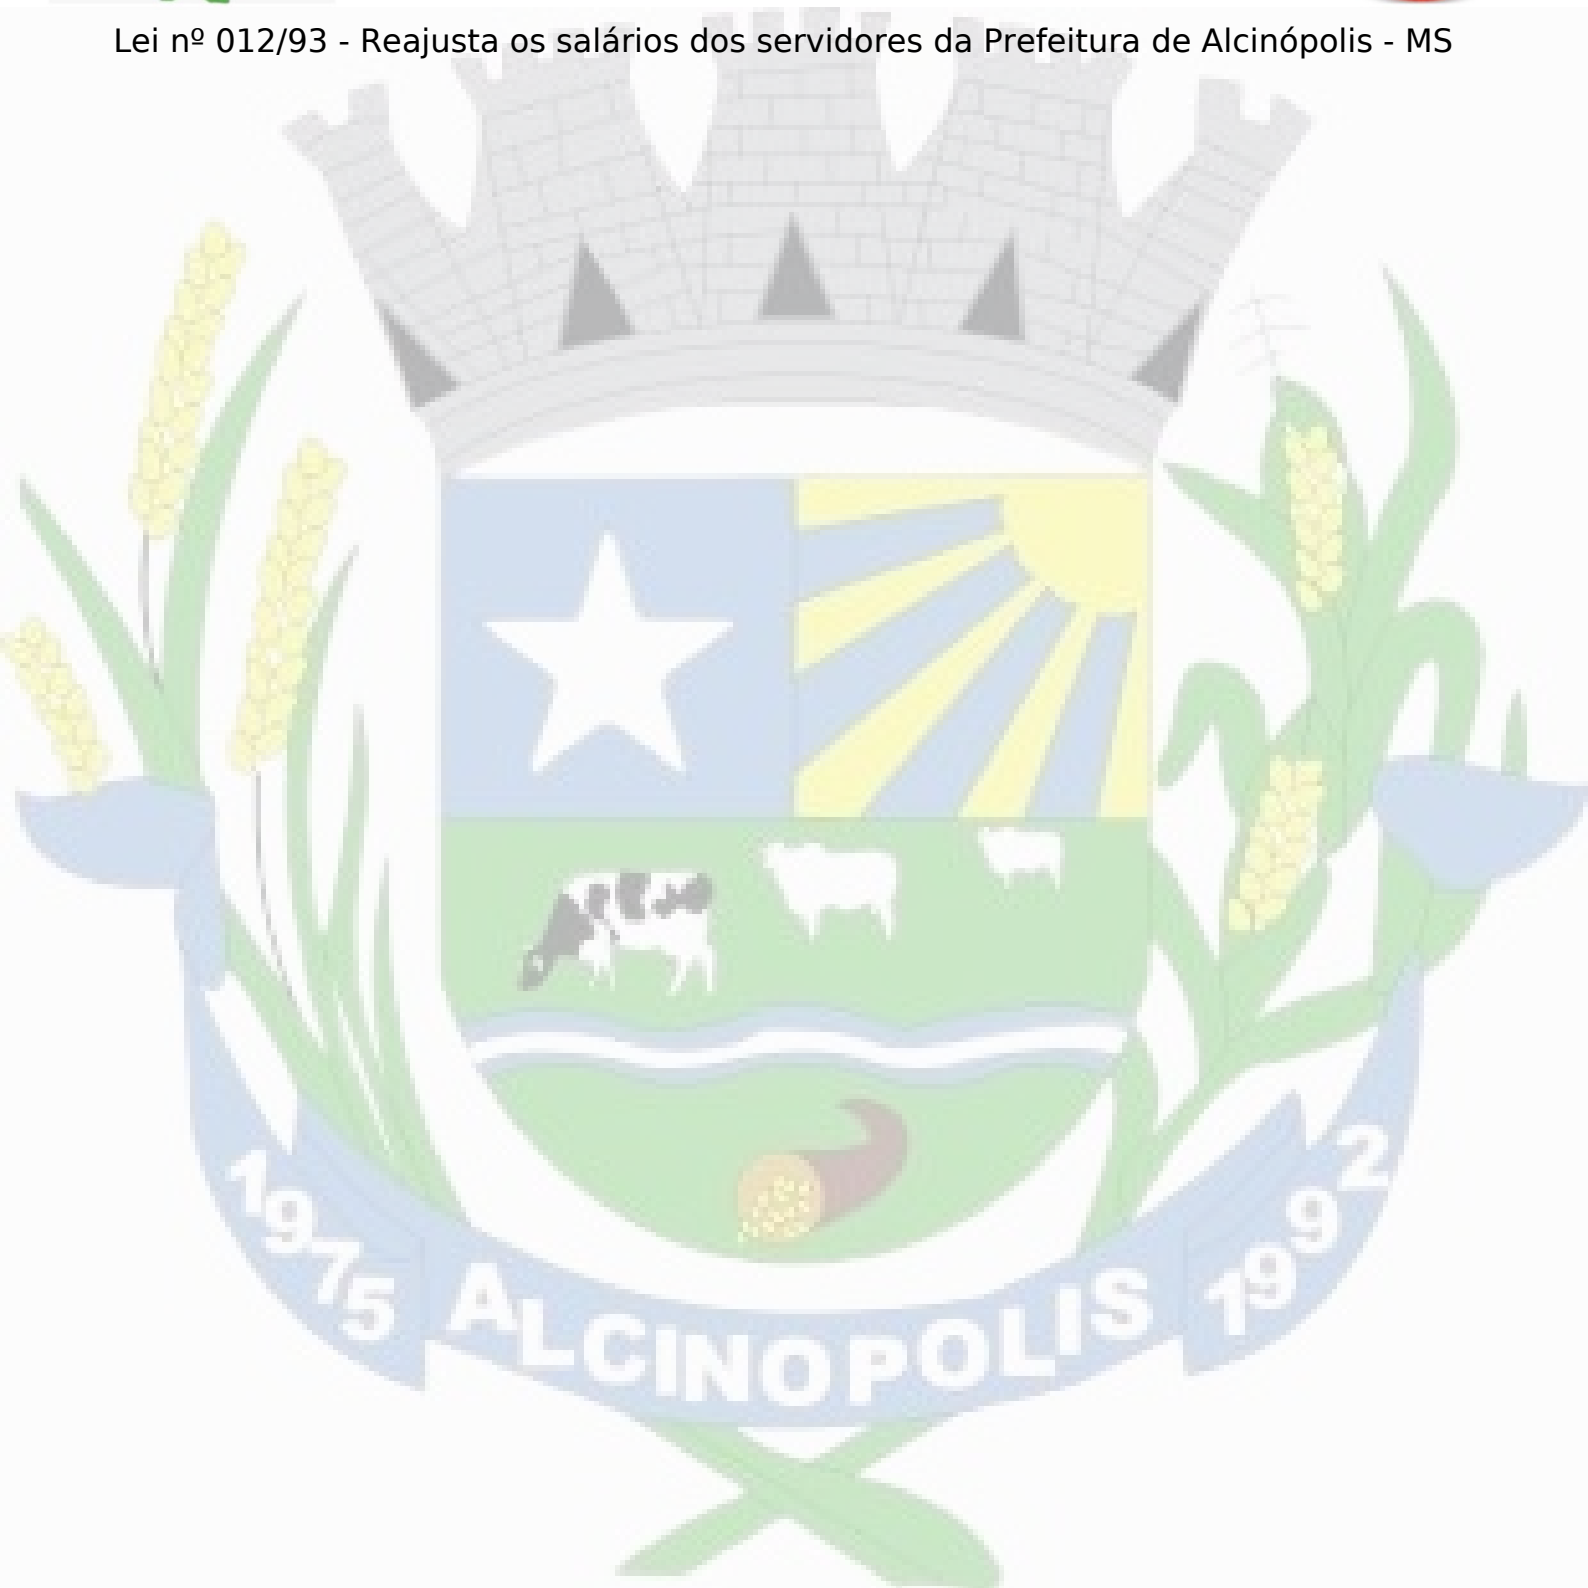 Lei nº 012/93 - Reajusta os salários dos servidores da Prefeitura de Alcinópolis - MS
1975
ALCINOPOLIS
1992